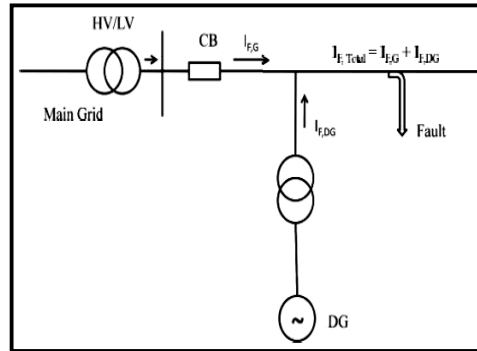 HV/LV
CB
I_F,G
I_F, Total = I_F,G + I_F,DG
Main Grid
I_F,DG
Fault
~
DG